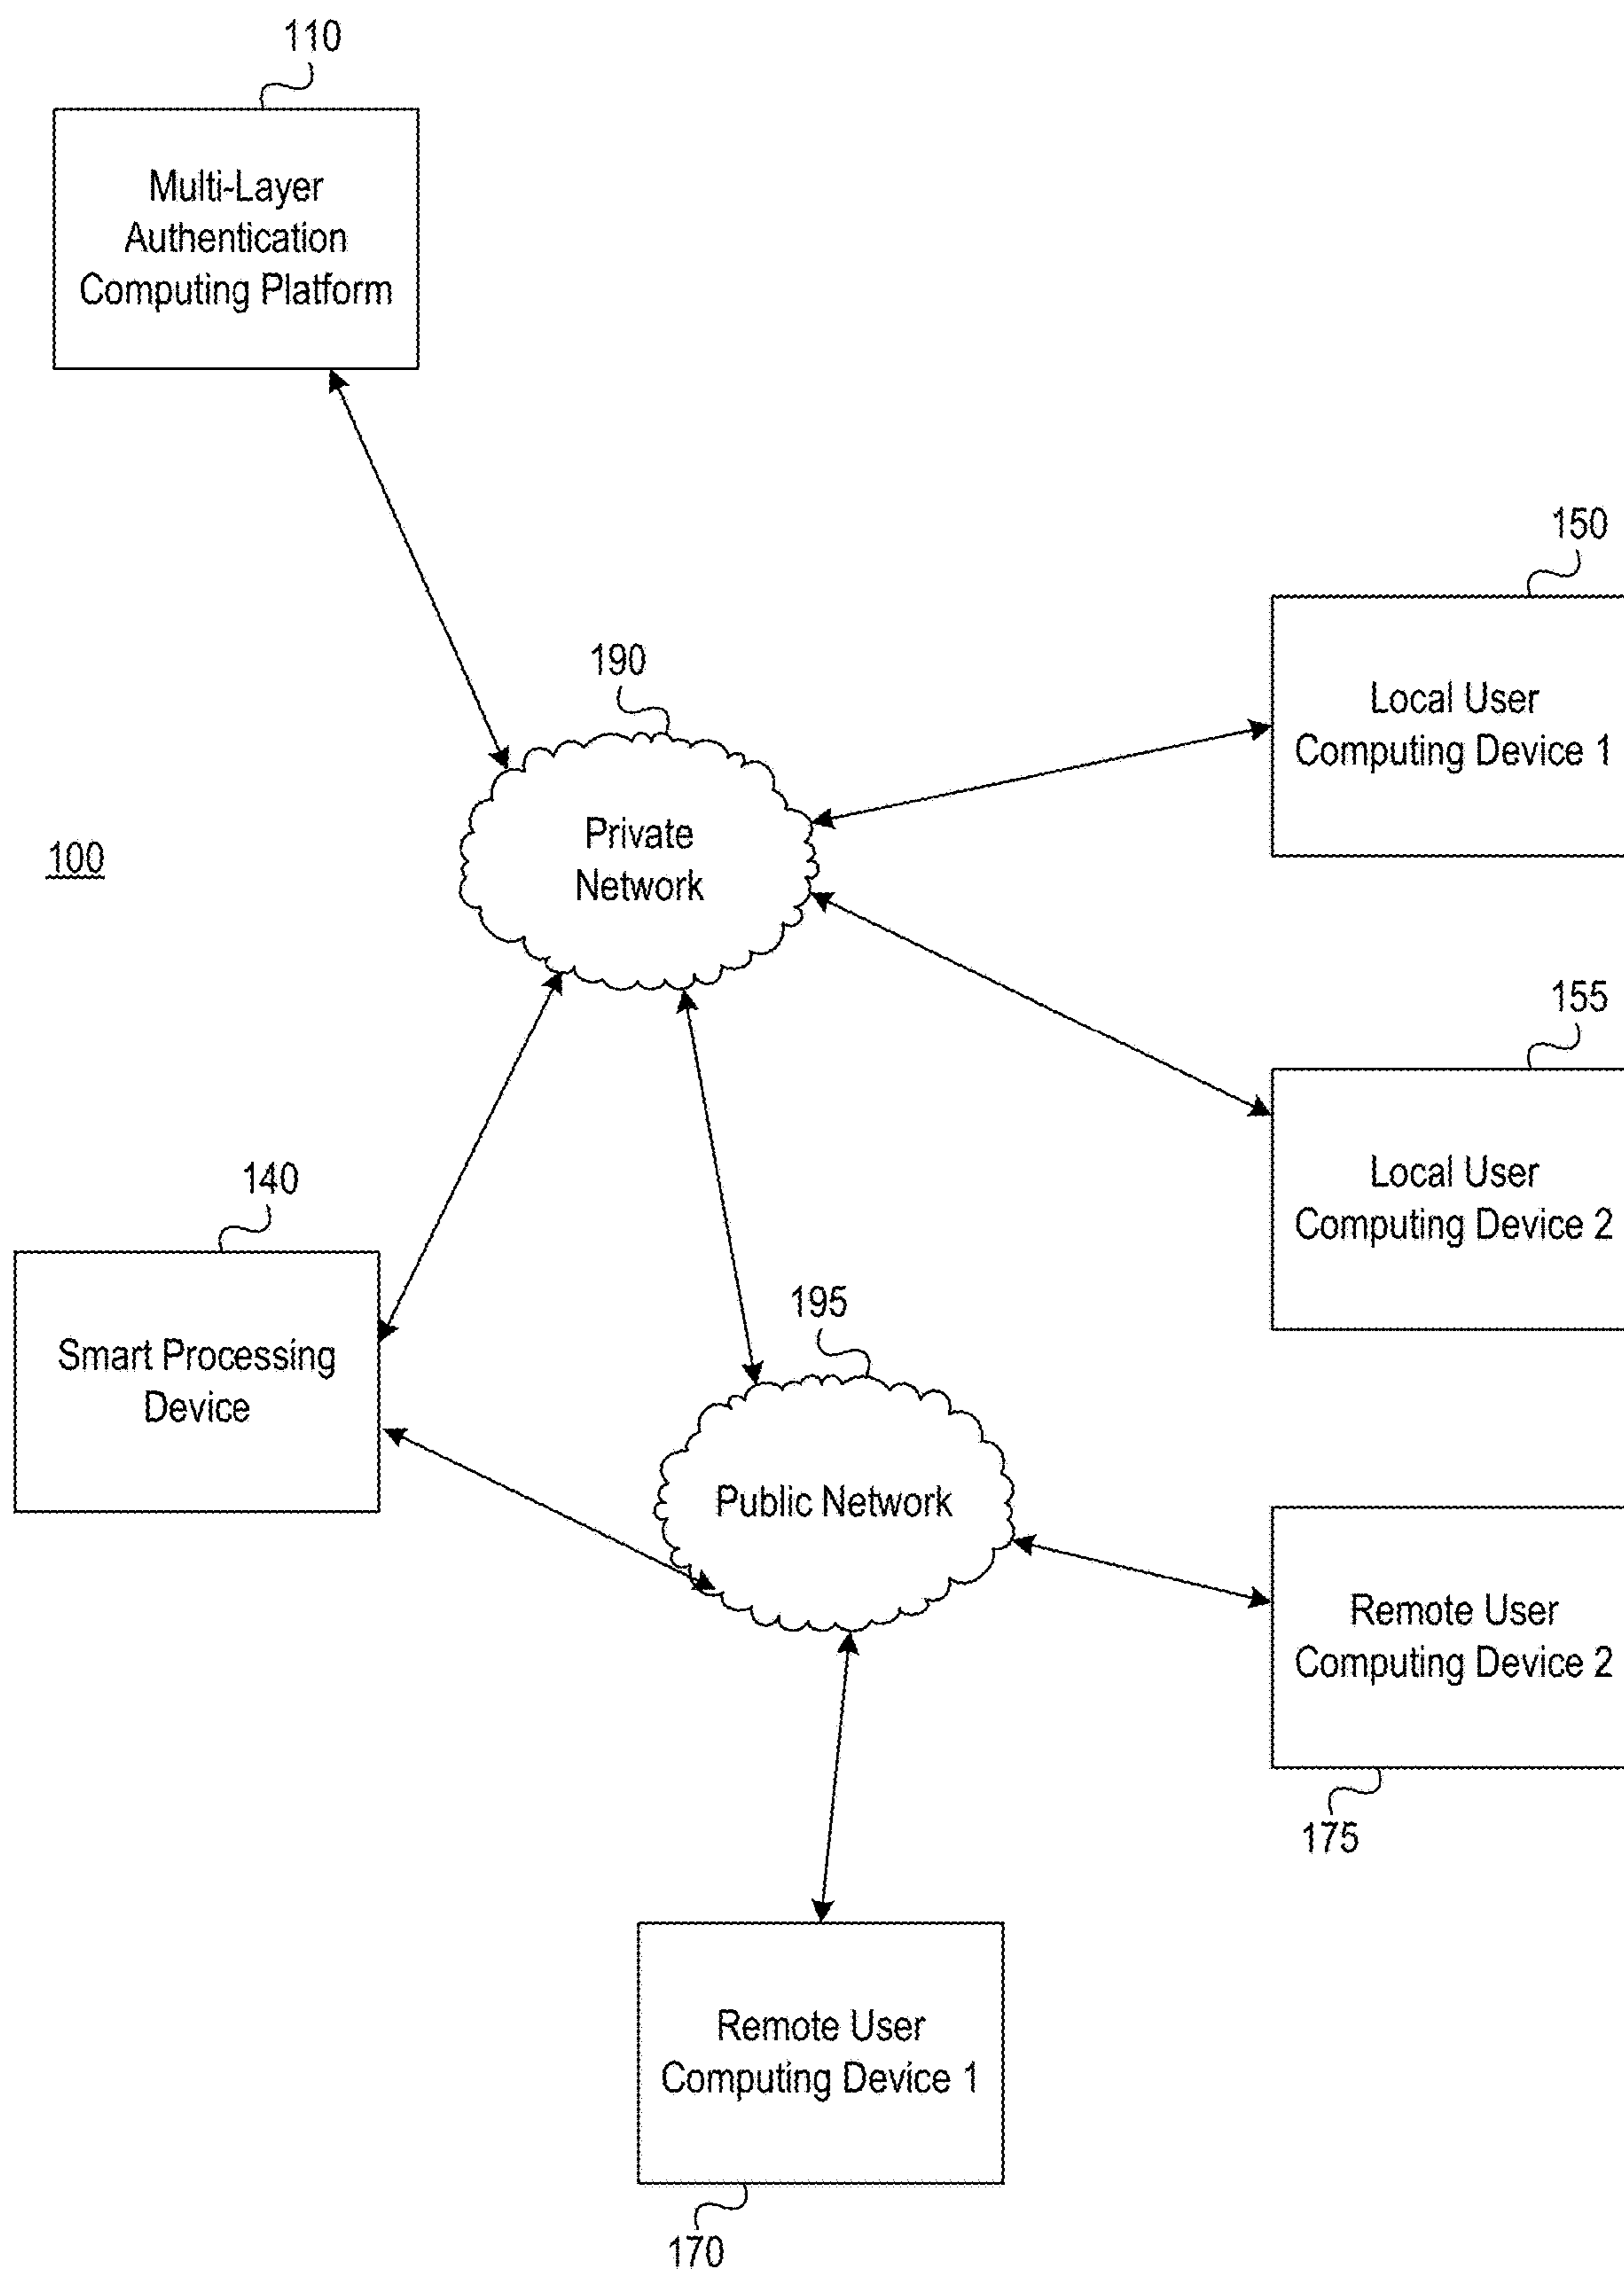 110
Multi-Layer
Authentication
Computing Platform
150
Local User
Computing Device 1
190
Private
Network
100
155
Local User
Computing Device 2
140
Smart Processing
Device
195
Public Network
Remote User
Computing Device 2
175
Remote User
Computing Device 1
170